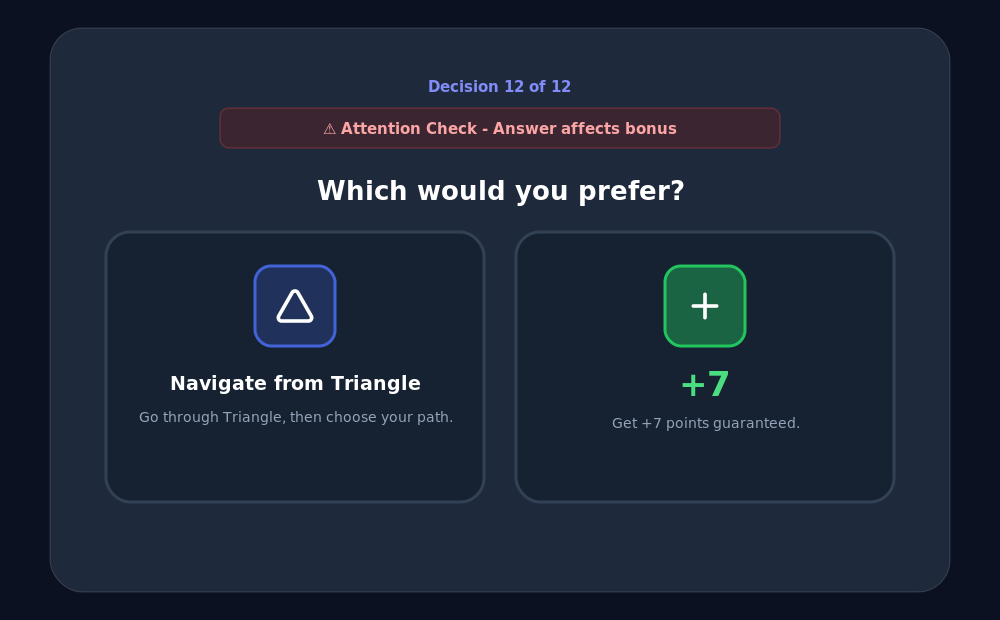 Decision 12 of 12
⚠ Attention Check - Answer affects bonus
Which would you prefer?
Navigate from Triangle
Go through Triangle, then choose your path.
+7
Get +7 points guaranteed.